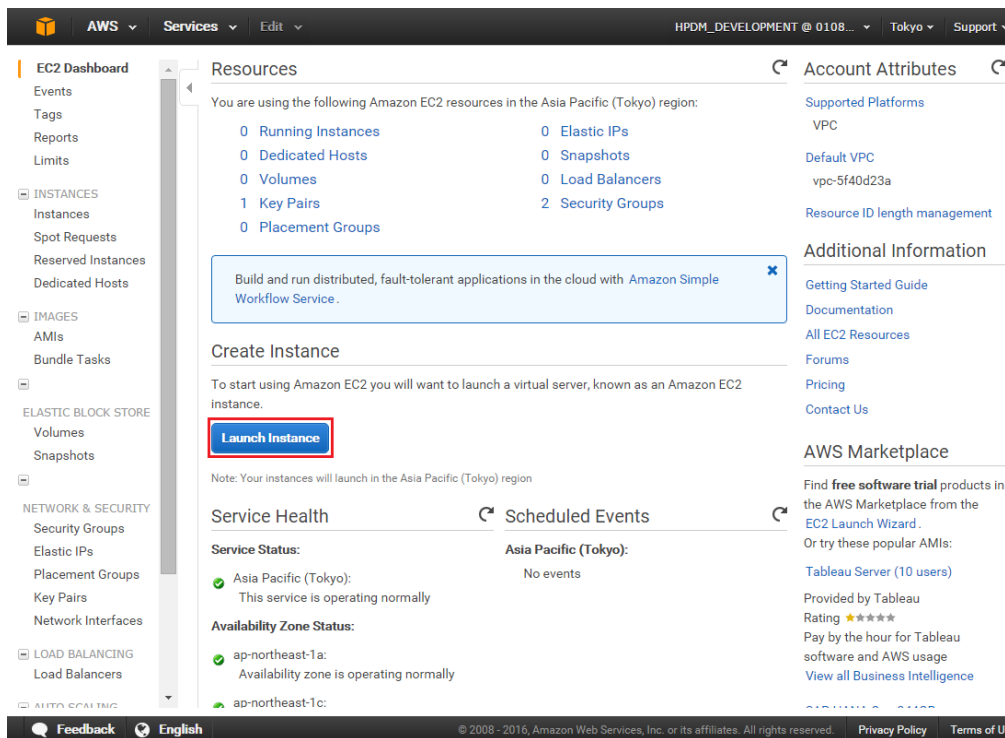 AWS Services Edit HPDM_DEVELOPMENT @ 0108... Tokyo Support
EC2 Dashboard
Events
Tags
Reports
Limits
INSTANCES
Instances
Spot Requests
Reserved Instances
Dedicated Hosts
IMAGES
AMIs
Bundle Tasks
ELASTIC BLOCK STORE
Volumes
Snapshots
NETWORK & SECURITY
Security Groups
Elastic IPs
Placement Groups
Key Pairs
Network Interfaces
LOAD BALANCING
Load Balancers
AUTO SCALING
Resources
You are using the following Amazon EC2 resources in the Asia Pacific (Tokyo) region:
0 Running Instances
0 Elastic IPs
0 Dedicated Hosts
0 Snapshots
0 Volumes
0 Load Balancers
1 Key Pairs
2 Security Groups
0 Placement Groups
Build and run distributed, fault-tolerant applications in the cloud with Amazon Simple
Workflow Service.
Create Instance
To start using Amazon EC2 you will want to launch a virtual server, known as an Amazon EC2
instance.
Launch Instance
Note: Your instances will launch in the Asia Pacific (Tokyo) region
Service Health
Service Status:
Asia Pacific (Tokyo):
This service is operating normally
Availability Zone Status:
ap-northeast-1a:
Availability zone is operating normally
ap-northeast-1c:
Scheduled Events
Asia Pacific (Tokyo):
No events
Account Attributes
Supported Platforms
VPC
Default VPC
vpc-5f40d23a
Resource ID length management
Additional Information
Getting Started Guide
Documentation
All EC2 Resources
Forums
Pricing
Contact Us
AWS Marketplace
Find free software trial products in
the AWS Marketplace from the
EC2 Launch Wizard.
Or try these popular AMIs:
Tableau Server (10 users)
Provided by Tableau
Rating
Pay by the hour for Tableau
software and AWS usage
View all Business Intelligence
Feedback English © 2008 - 2016, Amazon Web Services, Inc. or its affiliates. All rights reserved. Privacy Policy Terms of U